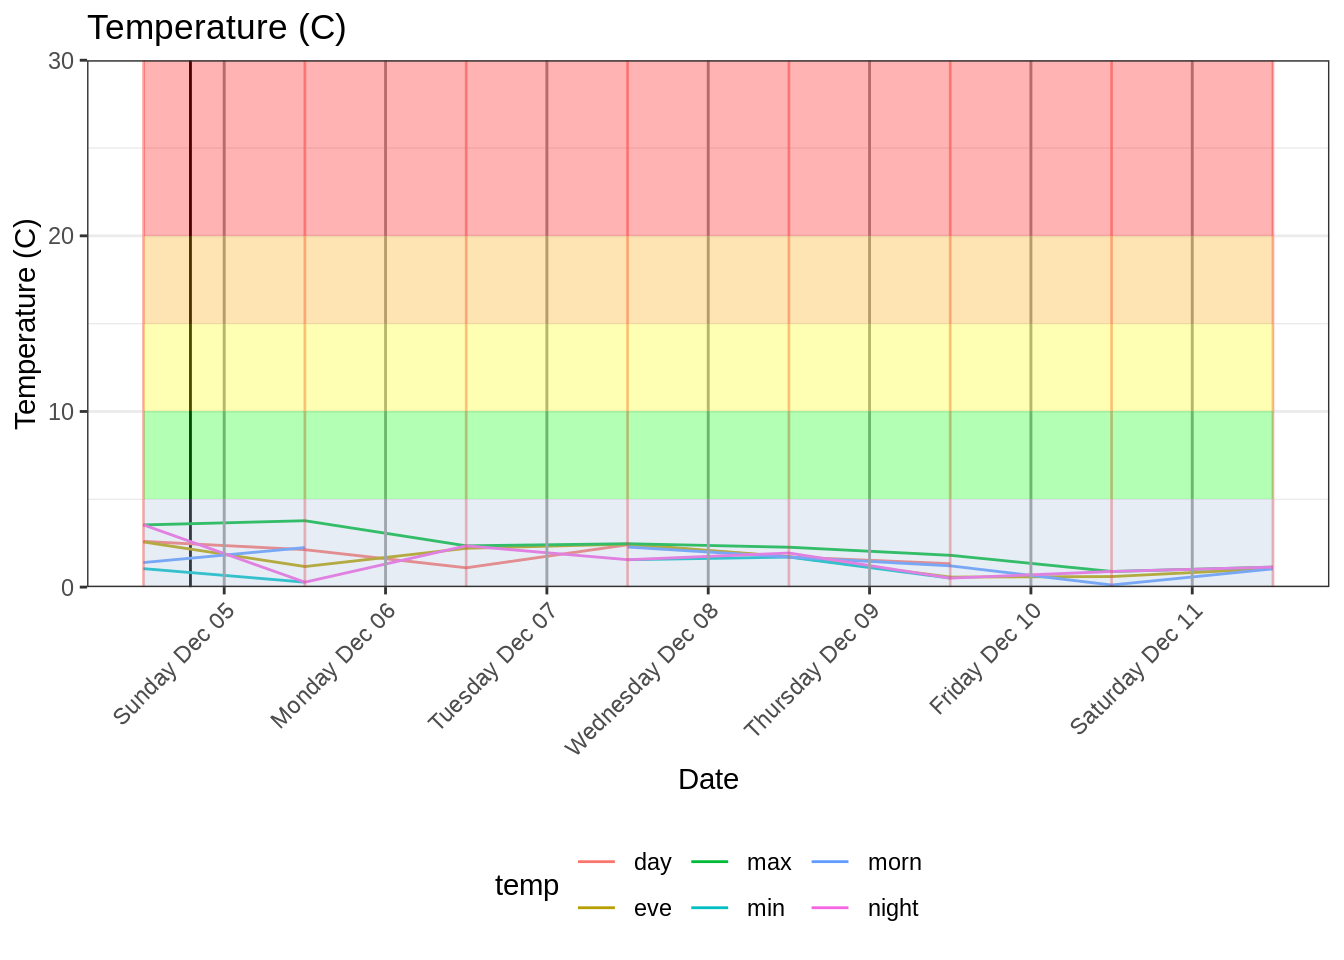 Temperature (C)
Temperature (C)
30
20
10
0
Sunday Dec 05
Monday Dec 06
Tuesday Dec 07
Wednesday Dec 08
Thursday Dec 09
Friday Dec 10
Saturday Dec 11
Date
temp
day
max
morn
eve
min
night